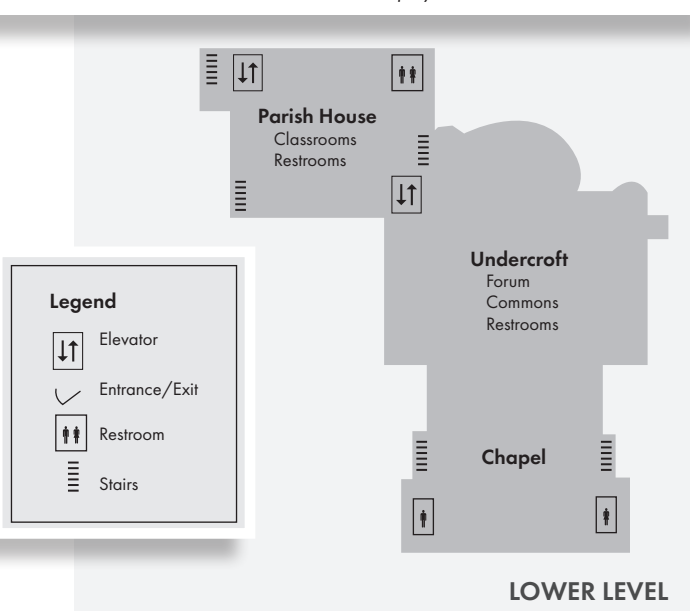 Parish House
Classrooms
Restrooms
Undercroft
Forum
Commons
Restrooms
Legend
Elevator
Entrance/Exit
Restroom
Stairs
Chapel
LOWER LEVEL